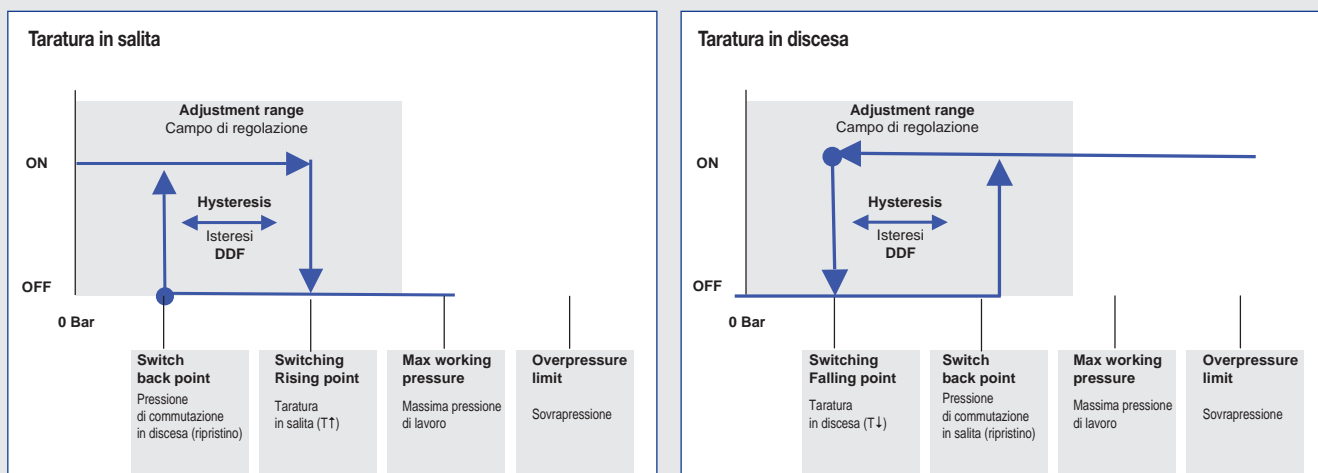 Taratura in salita
Adjustment range
Campo di regolazione
ON
Hysteresis
Isteresi
DDF
OFF
0 Bar
Switch
back point
Pressione
di commutazione
in discesa (ripristino)
Switching
Rising point
Taratura
in salita (T↑)
Max working
pressure
Massima pressione
di lavoro
Overpressure
limit
Sovrapressione
Taratura in discesa
Adjustment range
Campo di regolazione
ON
Hysteresis
Isteresi
DDF
OFF
0 Bar
Switching
Falling point
Taratura
in discesa (T↓)
Switch
back point
Pressione
di commutazione
in salita (ripristino)
Max working
pressure
Massima pressione
di lavoro
Overpressure
limit
Sovrapressione